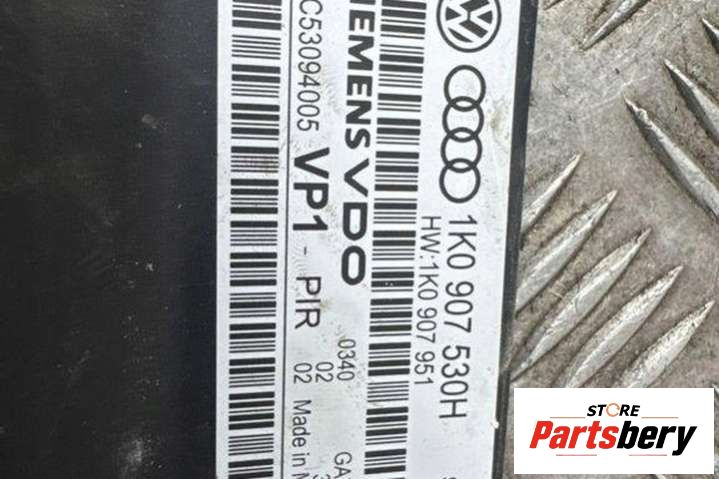 1K0 907 530H
HW:1K0 907 951
SIEMENS VDO
C53094005 VP1 - PIR
0340
02
02 Made in
GA
STORE
Partsbery